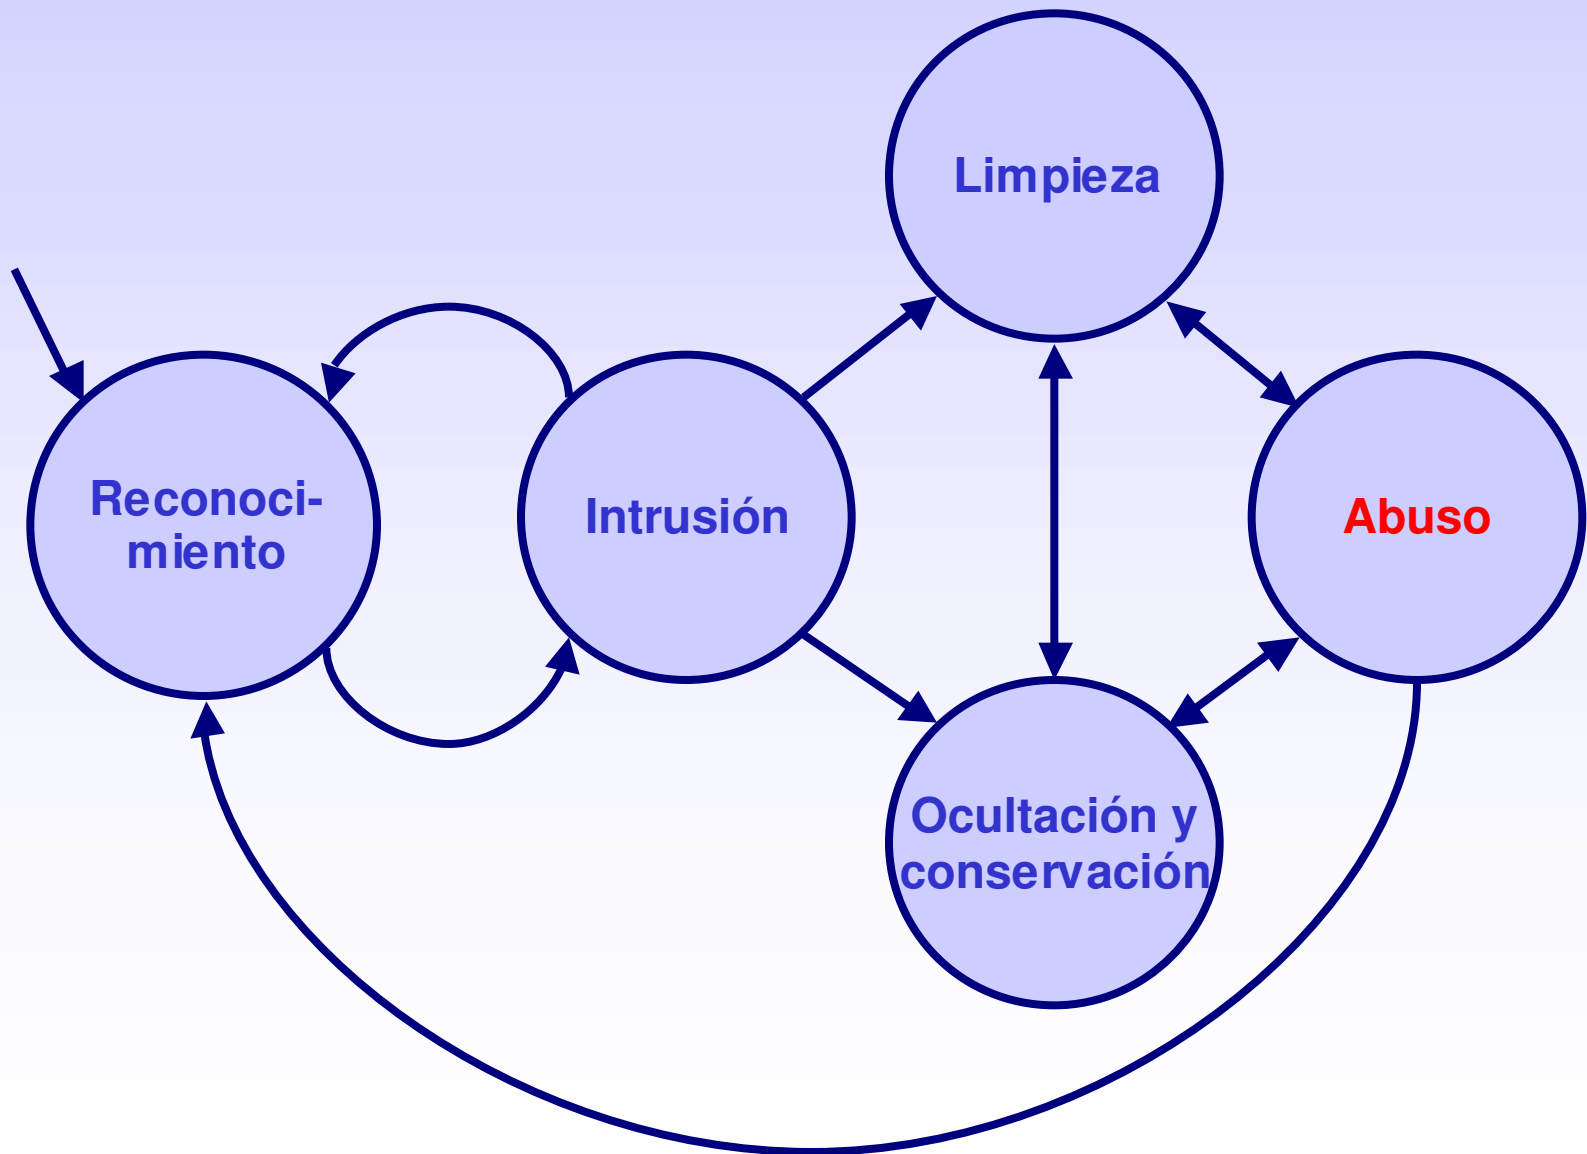 Limpieza
Reconoci-
miento
Intrusión
Abuso
Ocultación y
conservación